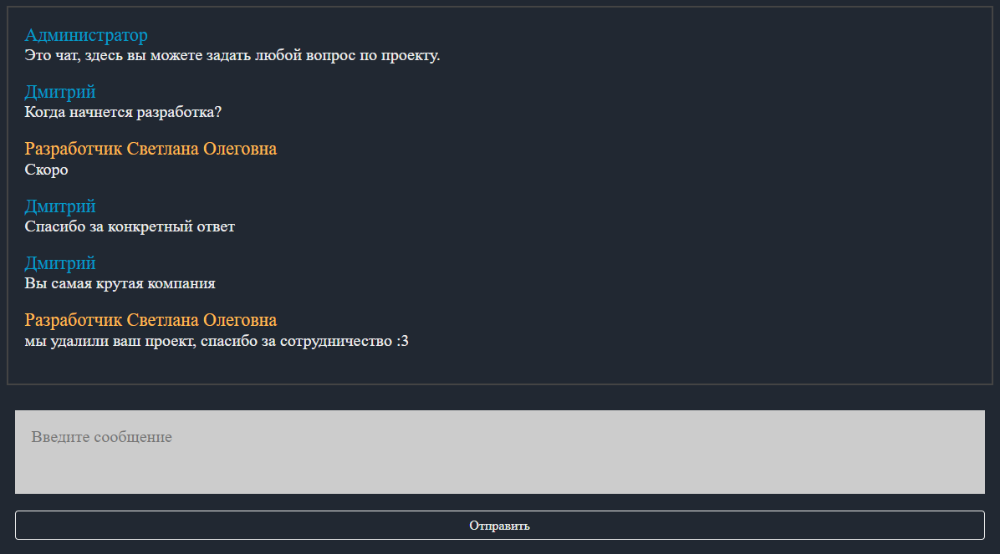 Администратор
Это чат, здесь вы можете задать любой вопрос по проекту.
Дмитрий
Когда начнется разработка?
Разработчик Светлана Олеговна
Скоро
Дмитрий
Спасибо за конкретный ответ
Дмитрий
Вы самая крутая компания
Разработчик Светлана Олеговна
мы удалили ваш проект, спасибо за сотрудничество :3
Введите сообщение
Отправить